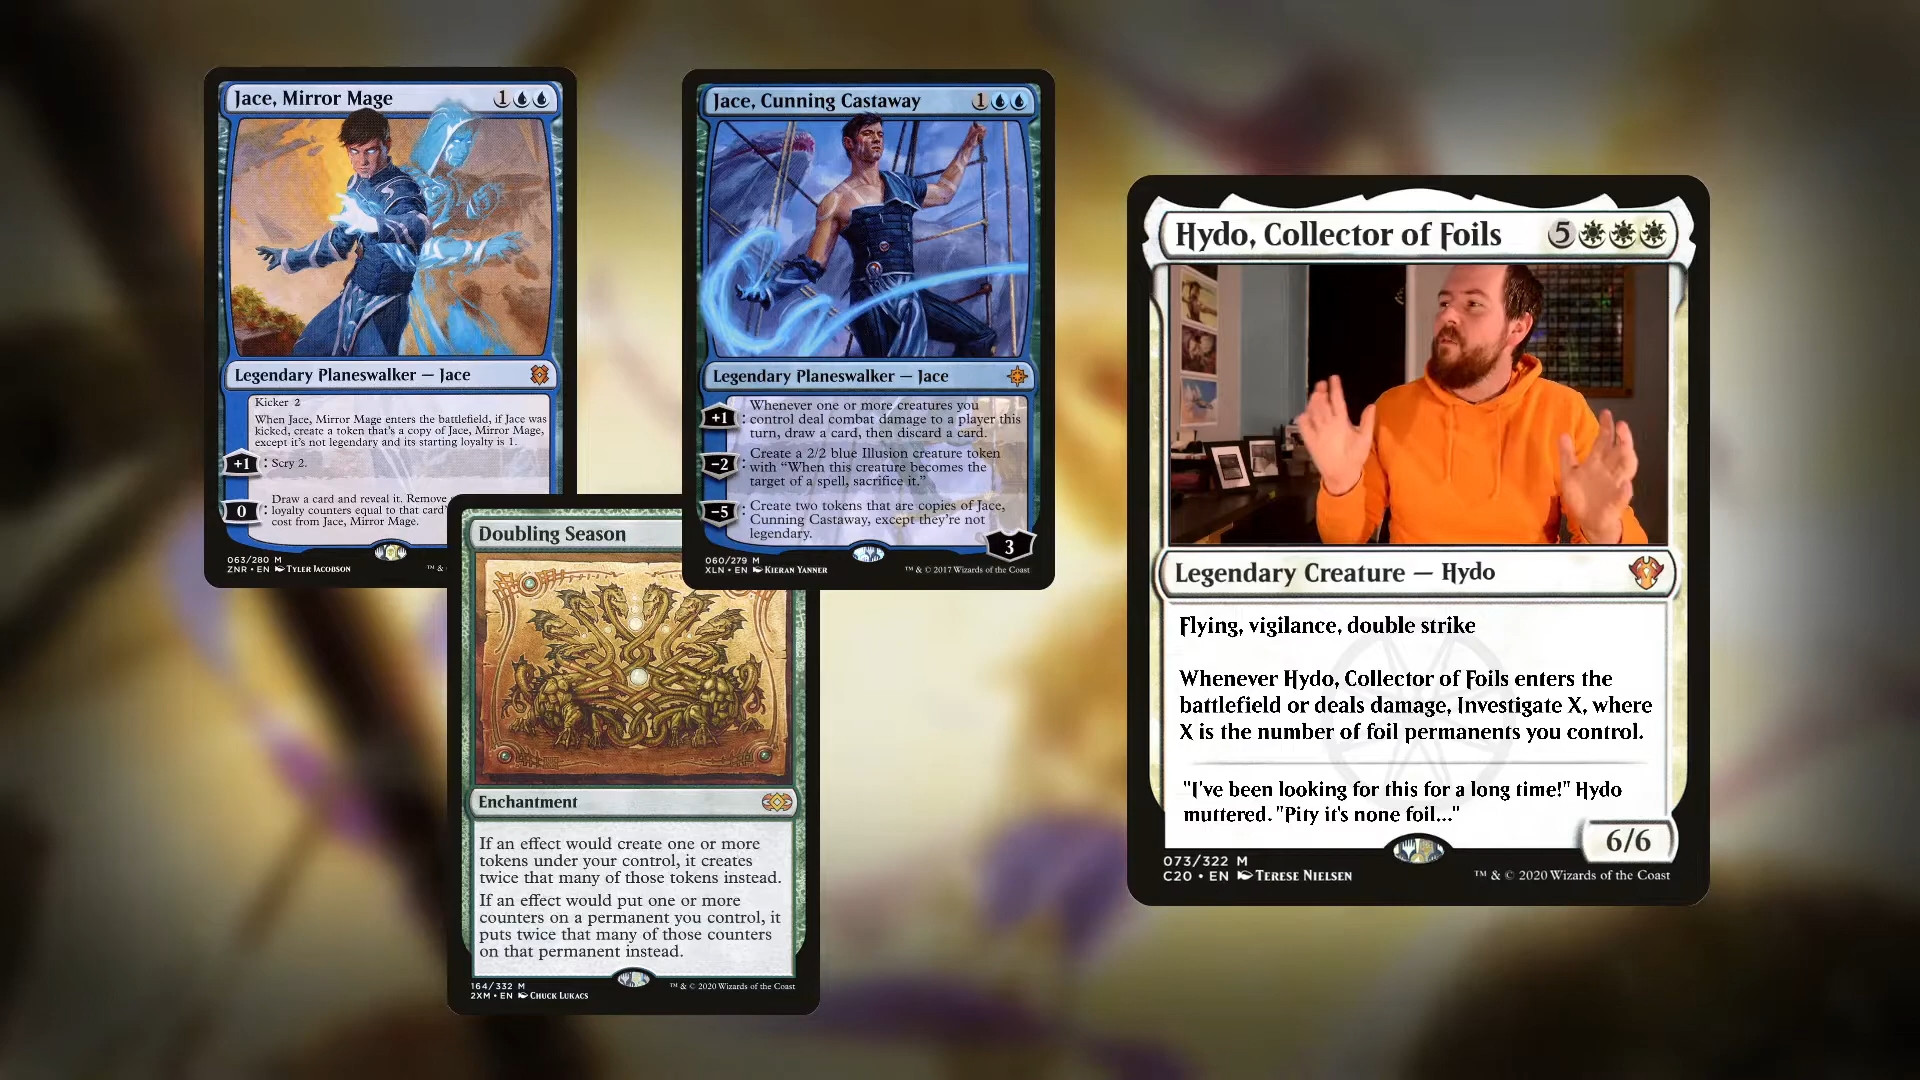 Jace, Mirror Mage 1
Legendary Planeswalker — Jace
Kicker 2
When Jace, Mirror Mage enters the battlefield, if Jace was
kicked, create a token that's a copy of Jace, Mirror Mage,
except it's not legendary and its starting loyalty is 1.
+1 : Scry 2.
Draw a card and reveal it. Remove
0 : loyalty counters equal to that card's
cost from Jace, Mirror Mage.
063/280 M
ZNR • EN TYLER JACOBSON ™ &
Jace, Cunning Castaway 1
Legendary Planeswalker — Jace
Whenever one or more creatures you
+1 : control deal combat damage to a player this
turn, draw a card, then discard a card.
Create a 2/2 blue Illusion creature token
−2 : with “When this creature becomes the
target of a spell, sacrifice it.”
−5 : Create two tokens that are copies of Jace,
Cunning Castaway, except they're not
legendary.
3
060/279 M
XLN • EN KIERAN YANNER ™ & © 2017 Wizards of the Coast
Doubling Season
Enchantment
If an effect would create one or more
tokens under your control, it creates
twice that many of those tokens instead.
If an effect would put one or more
counters on a permanent you control, it
puts twice that many of those counters
on that permanent instead.
164/332 M
2XM • EN CHUCK LUKACS ™ & © 2020 Wizards of the Coast
Hydo, Collector of Foils 5
Legendary Creature — Hydo
Flying, vigilance, double strike
Whenever Hydo, Collector of Foils enters the
battlefield or deals damage, Investigate X, where
X is the number of foil permanents you control.
"I've been looking for this for a long time!" Hydo
muttered. "Pity it's none foil..."
6/6
073/322 M
C20 • EN TERESE NIELSEN ™ & © 2020 Wizards of the Coast